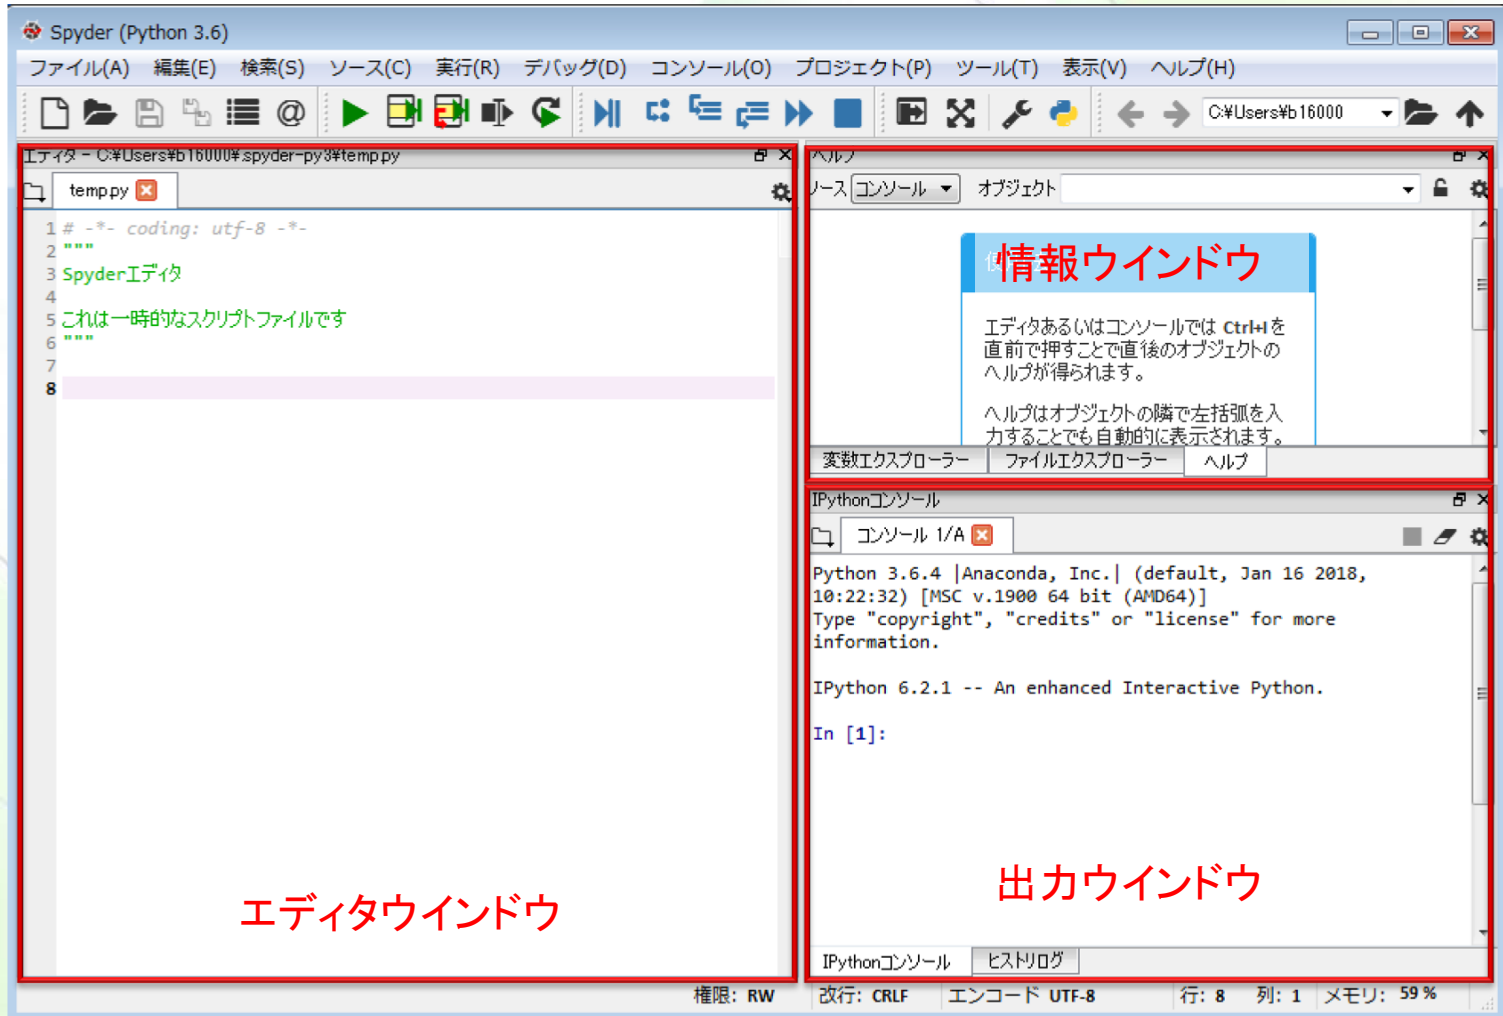 Spyder (Python 3.6)
ファイル(A) 編集(E) 検索(S) ソース(C) 実行(R) デバッグ(D) コンソール(O) プロジェクト(P) ツール(T) 表示(V) ヘルプ(H)
C:¥Users¥b16000
エディタ - C:¥Users¥b16000¥.spyder-py3¥temp.py
temp.py
1 # -*- coding: utf-8 -*-
2 """
3 Spyderエディタ
4
5 これは一時的なスクリプトファイルです
6 """
7
8
エディタウインドウ
ヘルプ
ソース コンソール オブジェクト
情報ウインドウ
エディタあるいはコンソールでは Ctrl+I を
直前で押すことで直後のオブジェクトの
ヘルプが得られます。
ヘルプはオブジェクトの隣で左括弧を入
力することでも自動的に表示されます。
変数エクスプローラー ファイルエクスプローラー ヘルプ
IPythonコンソール
コンソール 1/A
Python 3.6.4 |Anaconda, Inc.| (default, Jan 16 2018,
10:22:32) [MSC v.1900 64 bit (AMD64)]
Type "copyright", "credits" or "license" for more
information.
IPython 6.2.1 -- An enhanced Interactive Python.
In [1]:
出力ウインドウ
IPythonコンソール ヒストリログ
権限: RW 改行: CRLF エンコード UTF-8 行: 8 列: 1 メモリ: 59 %